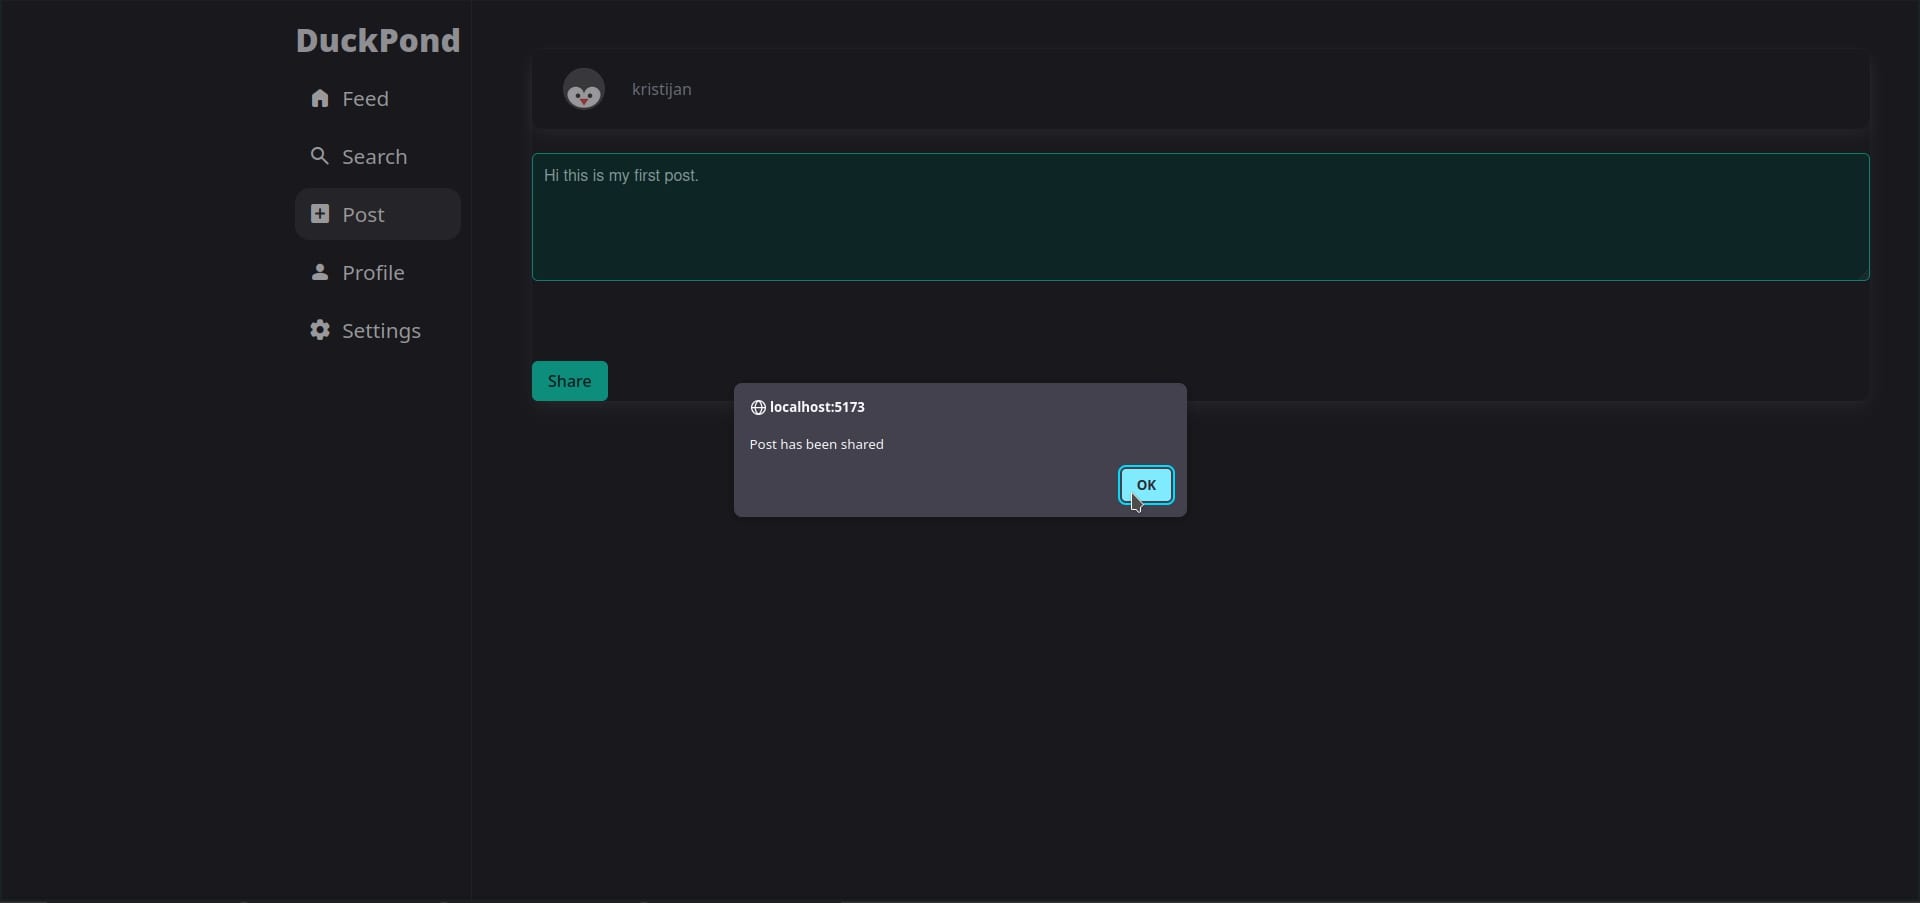 DuckPond
Feed
Search
Post
Profile
Settings
kristijan
Hi this is my first post.
Share
localhost:5173
Post has been shared
OK